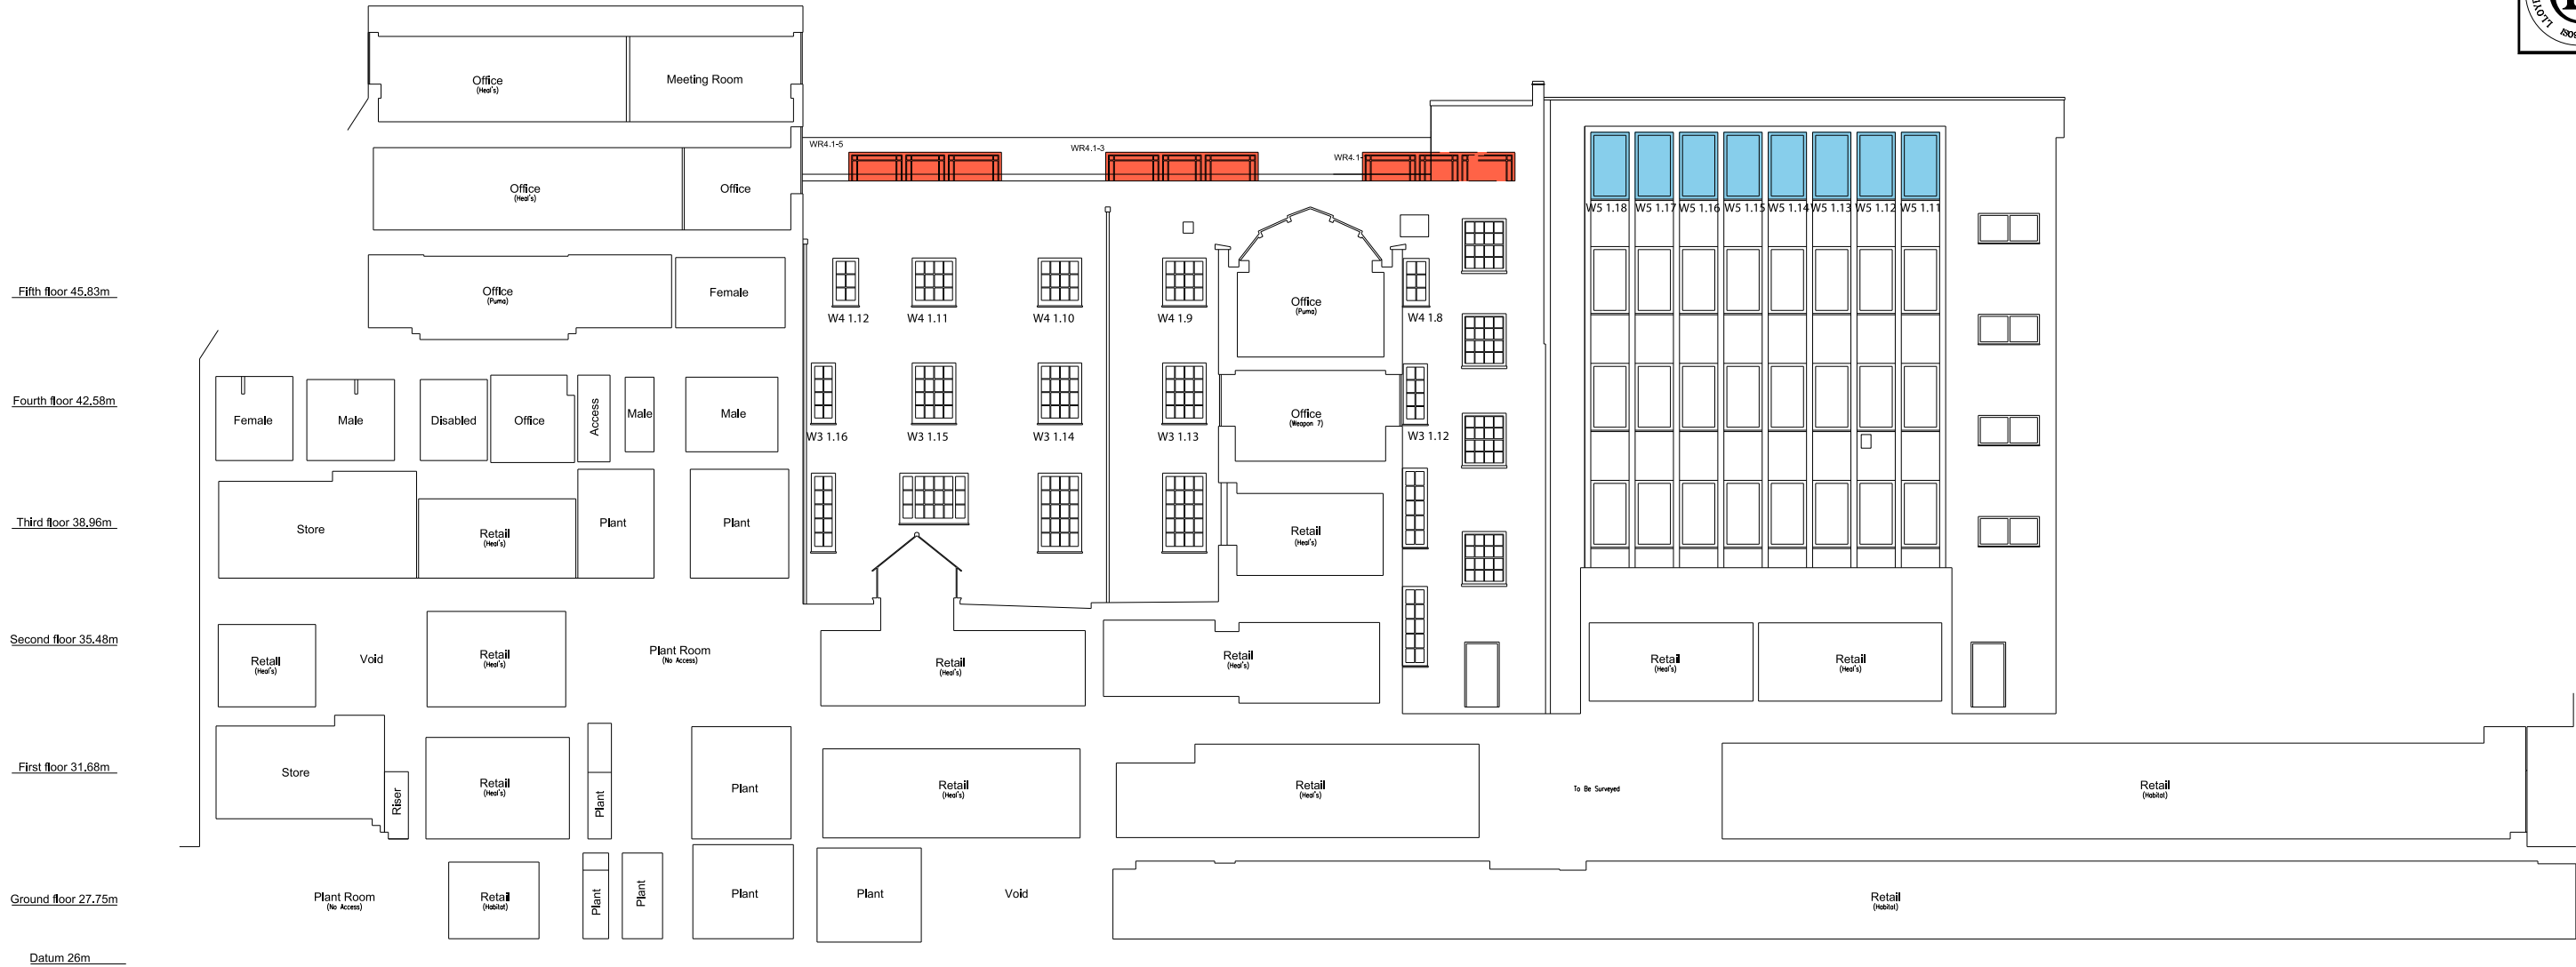 LLOYD
ISO9
Office
(Heal's)
Meeting Room
WR4.1-5
WR4.1-3
WR4.1-
Office
(Heal's)
Office
W5 1.18
W5 1.17
W5 1.16
W5 1.15
W5 1.14
W5 1.13
W5 1.12
W5 1.11
Fifth floor 45.83m
Office
(Puma)
Female
W4 1.12
W4 1.11
W4 1.10
W4 1.9
Office
(Puma)
W4 1.8
Fourth floor 42.58m
Female
Male
Disabled
Office
Access
Male
Male
W3 1.16
W3 1.15
W3 1.14
W3 1.13
Office
(Weapon 7)
W3 1.12
Third floor 38.96m
Store
Retail
(Heal's)
Plant
Plant
Retail
(Heal's)
Second floor 35.48m
Retail
(Heal's)
Void
Retail
(Heal's)
Plant Room
(No Access)
Retail
(Heal's)
Retail
(Heal's)
Retail
(Heal's)
Retail
(Heal's)
First floor 31.68m
Store
Riser
Retail
(Heal's)
Plant
Plant
Retail
(Heal's)
Retail
(Heal's)
To Be Surveyed
Retail
(Habitat)
Ground floor 27.75m
Plant Room
(No Access)
Retail
(Habitat)
Plant
Plant
Plant
Plant
Void
Retail
(Habitat)
Datum 26m